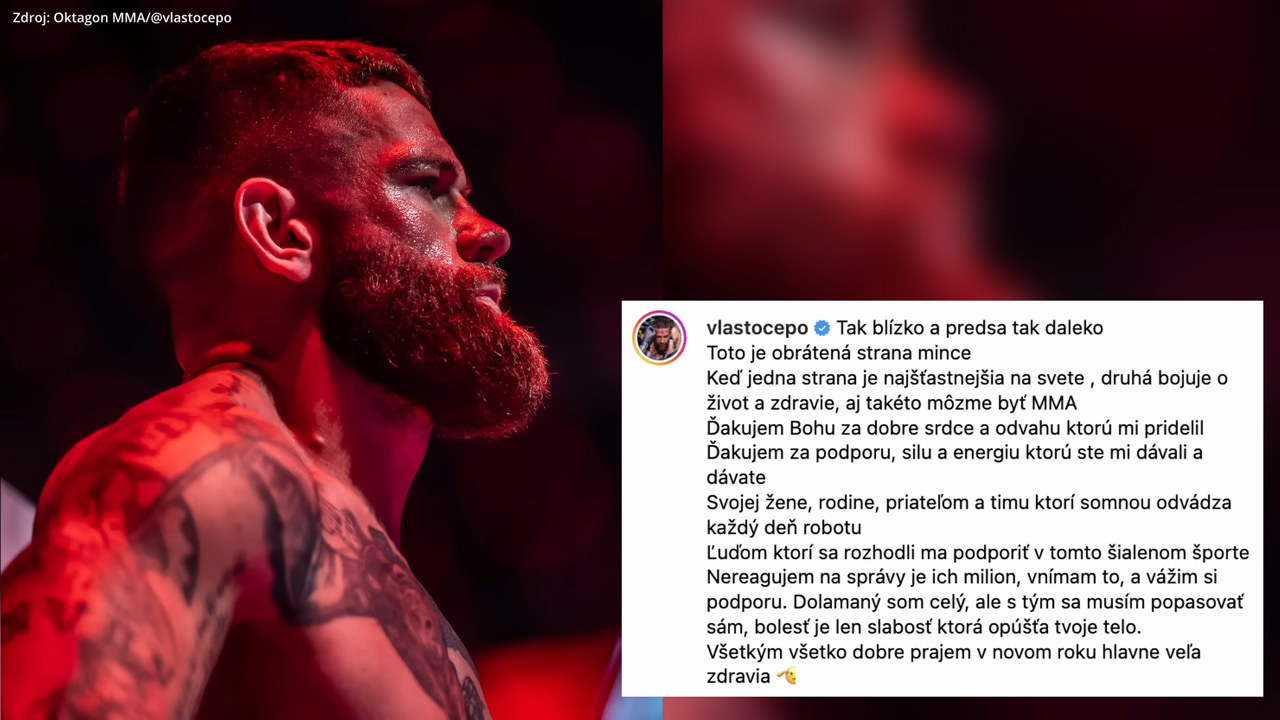 Zdroj: Oktagon MMA/@vlastocepo
vlastocepo Tak blízko a predsa tak daleko
Toto je obrátená strana mince
Keď jedna strana je najšťastnejšia na svete , druhá bojuje o
život a zdravie, aj takéto môzme byť MMA
Ďakujem Bohu za dobre srdce a odvahu ktorú mi pridelil
Ďakujem za podporu, silu a energiu ktorú ste mi dávali a
dávate
Svojej žene, rodine, priateľom a timu ktorí somnou odvádza
každý deň robotu
Ľuďom ktorí sa rozhodli ma podporiť v tomto šialenom športe
Nereagujem na správy je ich milion, vnímam to, a vážim si
podporu. Dolamaný som celý, ale s tým sa musím popasovať
sám, bolesť je len slabosť ktorá opúšťa tvoje telo.
Všetkým všetko dobre prajem v novom roku hlavne veľa
zdravia 🫡